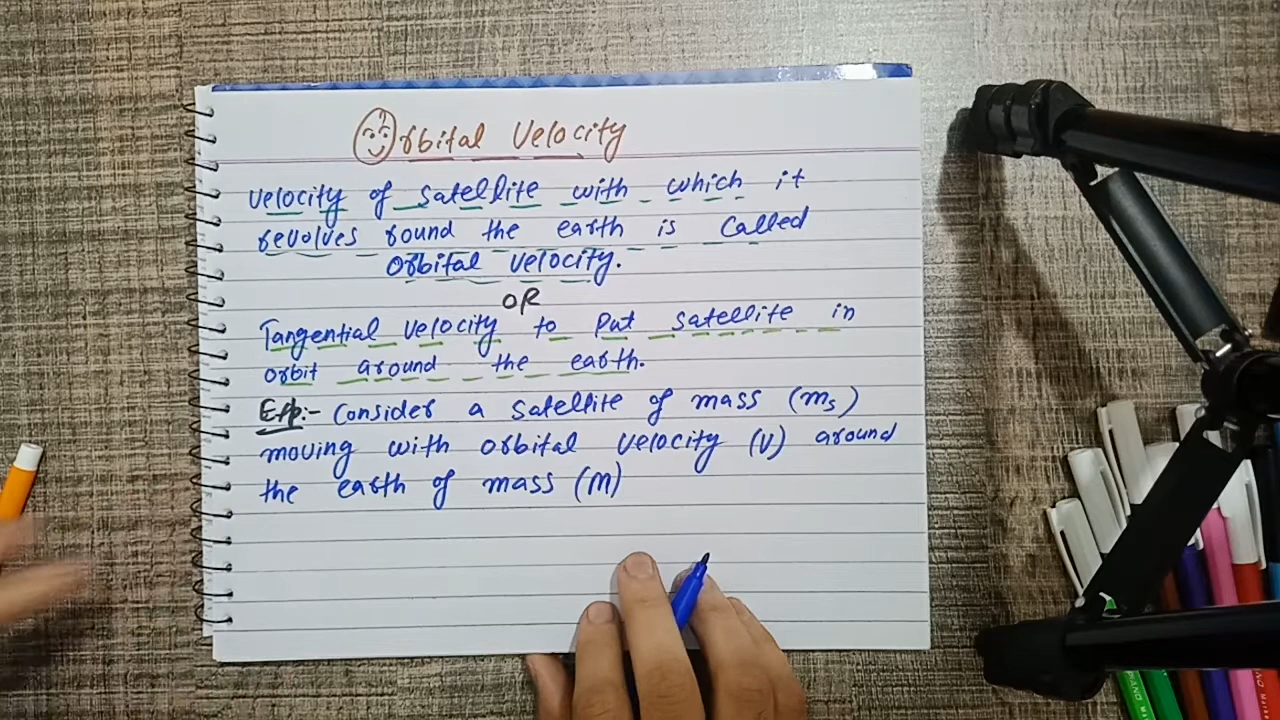 Orbital Velocity
Velocity of satellite with which it
revolves round the earth is called
orbital velocity.
OR
Tangential velocity to put satellite in
orbit around the earth.
Exp:- Consider a satellite of mass (ms)
moving with orbital velocity (v) around
the earth of mass (M)